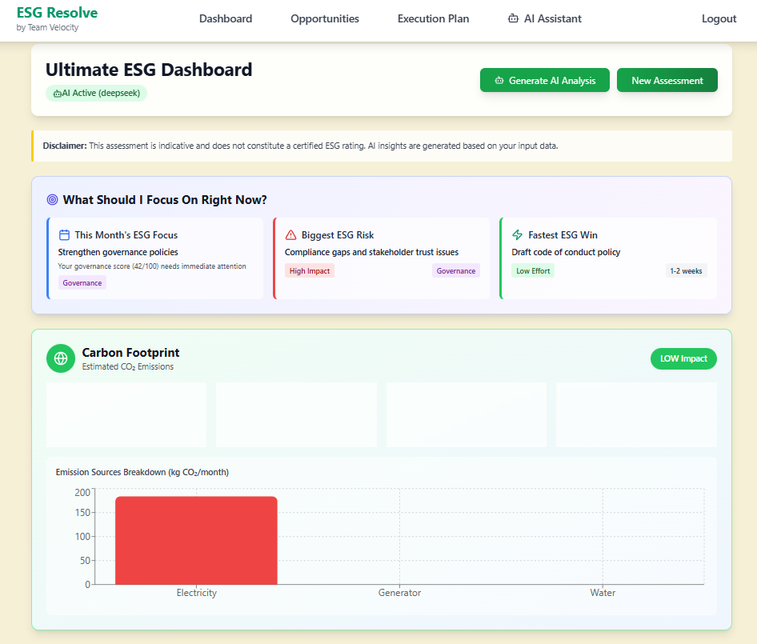 ESG Resolve
by Team Velocity
Dashboard
Opportunities
Execution Plan
AI Assistant
Logout
Ultimate ESG Dashboard
AI Active (deepseek)
Generate AI Analysis
New Assessment
Disclaimer: This assessment is indicative and does not constitute a certified ESG rating. AI insights are generated based on your input data.
What Should I Focus On Right Now?
This Month's ESG Focus
Strengthen governance policies
Your governance score (42/100) needs immediate attention
Governance
Biggest ESG Risk
Compliance gaps and stakeholder trust issues
High Impact
Governance
Fastest ESG Win
Draft code of conduct policy
Low Effort
1-2 weeks
Carbon Footprint
Estimated CO₂ Emissions
LOW Impact
Emission Sources Breakdown (kg CO₂/month)
200
150
100
50
0
Electricity
Generator
Water